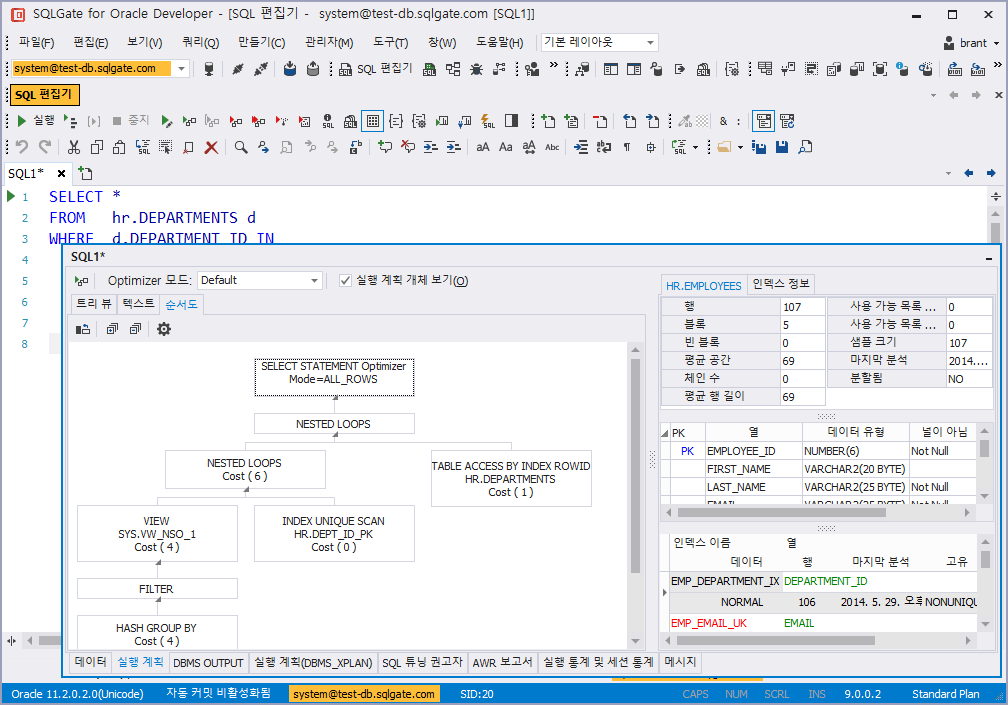 SQLGate for Oracle Developer - [SQL 편집기 - system@test-db.sqlgate.com [SQL1]]
파일(F) 편집(E) 보기(V) 쿼리(Q) 만들기(C) 관리자(M) 도구(T) 창(W) 도움말(H) 기본 레이아웃 brant
system@test-db.sqlgate.com SQL 편집기
SQL 편집기
실행 중지
SQL1*
1 SELECT *
2 FROM hr.DEPARTMENTS d
3 WHERE d.DEPARTMENT_ID IN
4
5
6
7
8
SQL1*
Optimizer 모드: Default 실행 계획 개체 보기(O)
트리 뷰 텍스트 순서도
SELECT STATEMENT Optimizer
Mode=ALL_ROWS
NESTED LOOPS
NESTED LOOPS
Cost ( 6 )
TABLE ACCESS BY INDEX ROWID
HR.DEPARTMENTS
Cost ( 1 )
VIEW
SYS.VW_NSO_1
Cost ( 4 )
INDEX UNIQUE SCAN
HR.DEPT_ID_PK
Cost ( 0 )
FILTER
HASH GROUP BY
Cost ( 4 )
HR.EMPLOYEES 인덱스 정보
행 107 사용 가능 목록 ... 0
블록 5 사용 가능 목록 ... 0
빈 블록 0 샘플 크기 107
평균 공간 69 마지막 분석 2014....
체인 수 0 분할됨 NO
평균 행 길이 69
PK 열 데이터 유형 널이 아님
PK EMPLOYEE_ID NUMBER(6) Not Null
FIRST_NAME VARCHAR2(20 BYTE)
LAST_NAME VARCHAR2(25 BYTE) Not Null
EMAIL VARCHAR2(25 BYTE) Not Null
인덱스 이름 열
데이터 행 마지막 분석 고유
EMP_DEPARTMENT_IX DEPARTMENT_ID
NORMAL 106 2014. 5. 29. 오후 NONUNIQU
EMP_EMAIL_UK EMAIL
데이터 실행 계획 DBMS OUTPUT 실행 계획(DBMS_XPLAN) SQL 튜닝 권고자 AWR 보고서 실행 통계 및 세션 통계 메시지
Oracle 11.2.0.2.0(Unicode) 자동 커밋 비활성화됨 system@test-db.sqlgate.com SID:20 CAPS NUM SCRL INS 9.0.0.2 Standard Plan